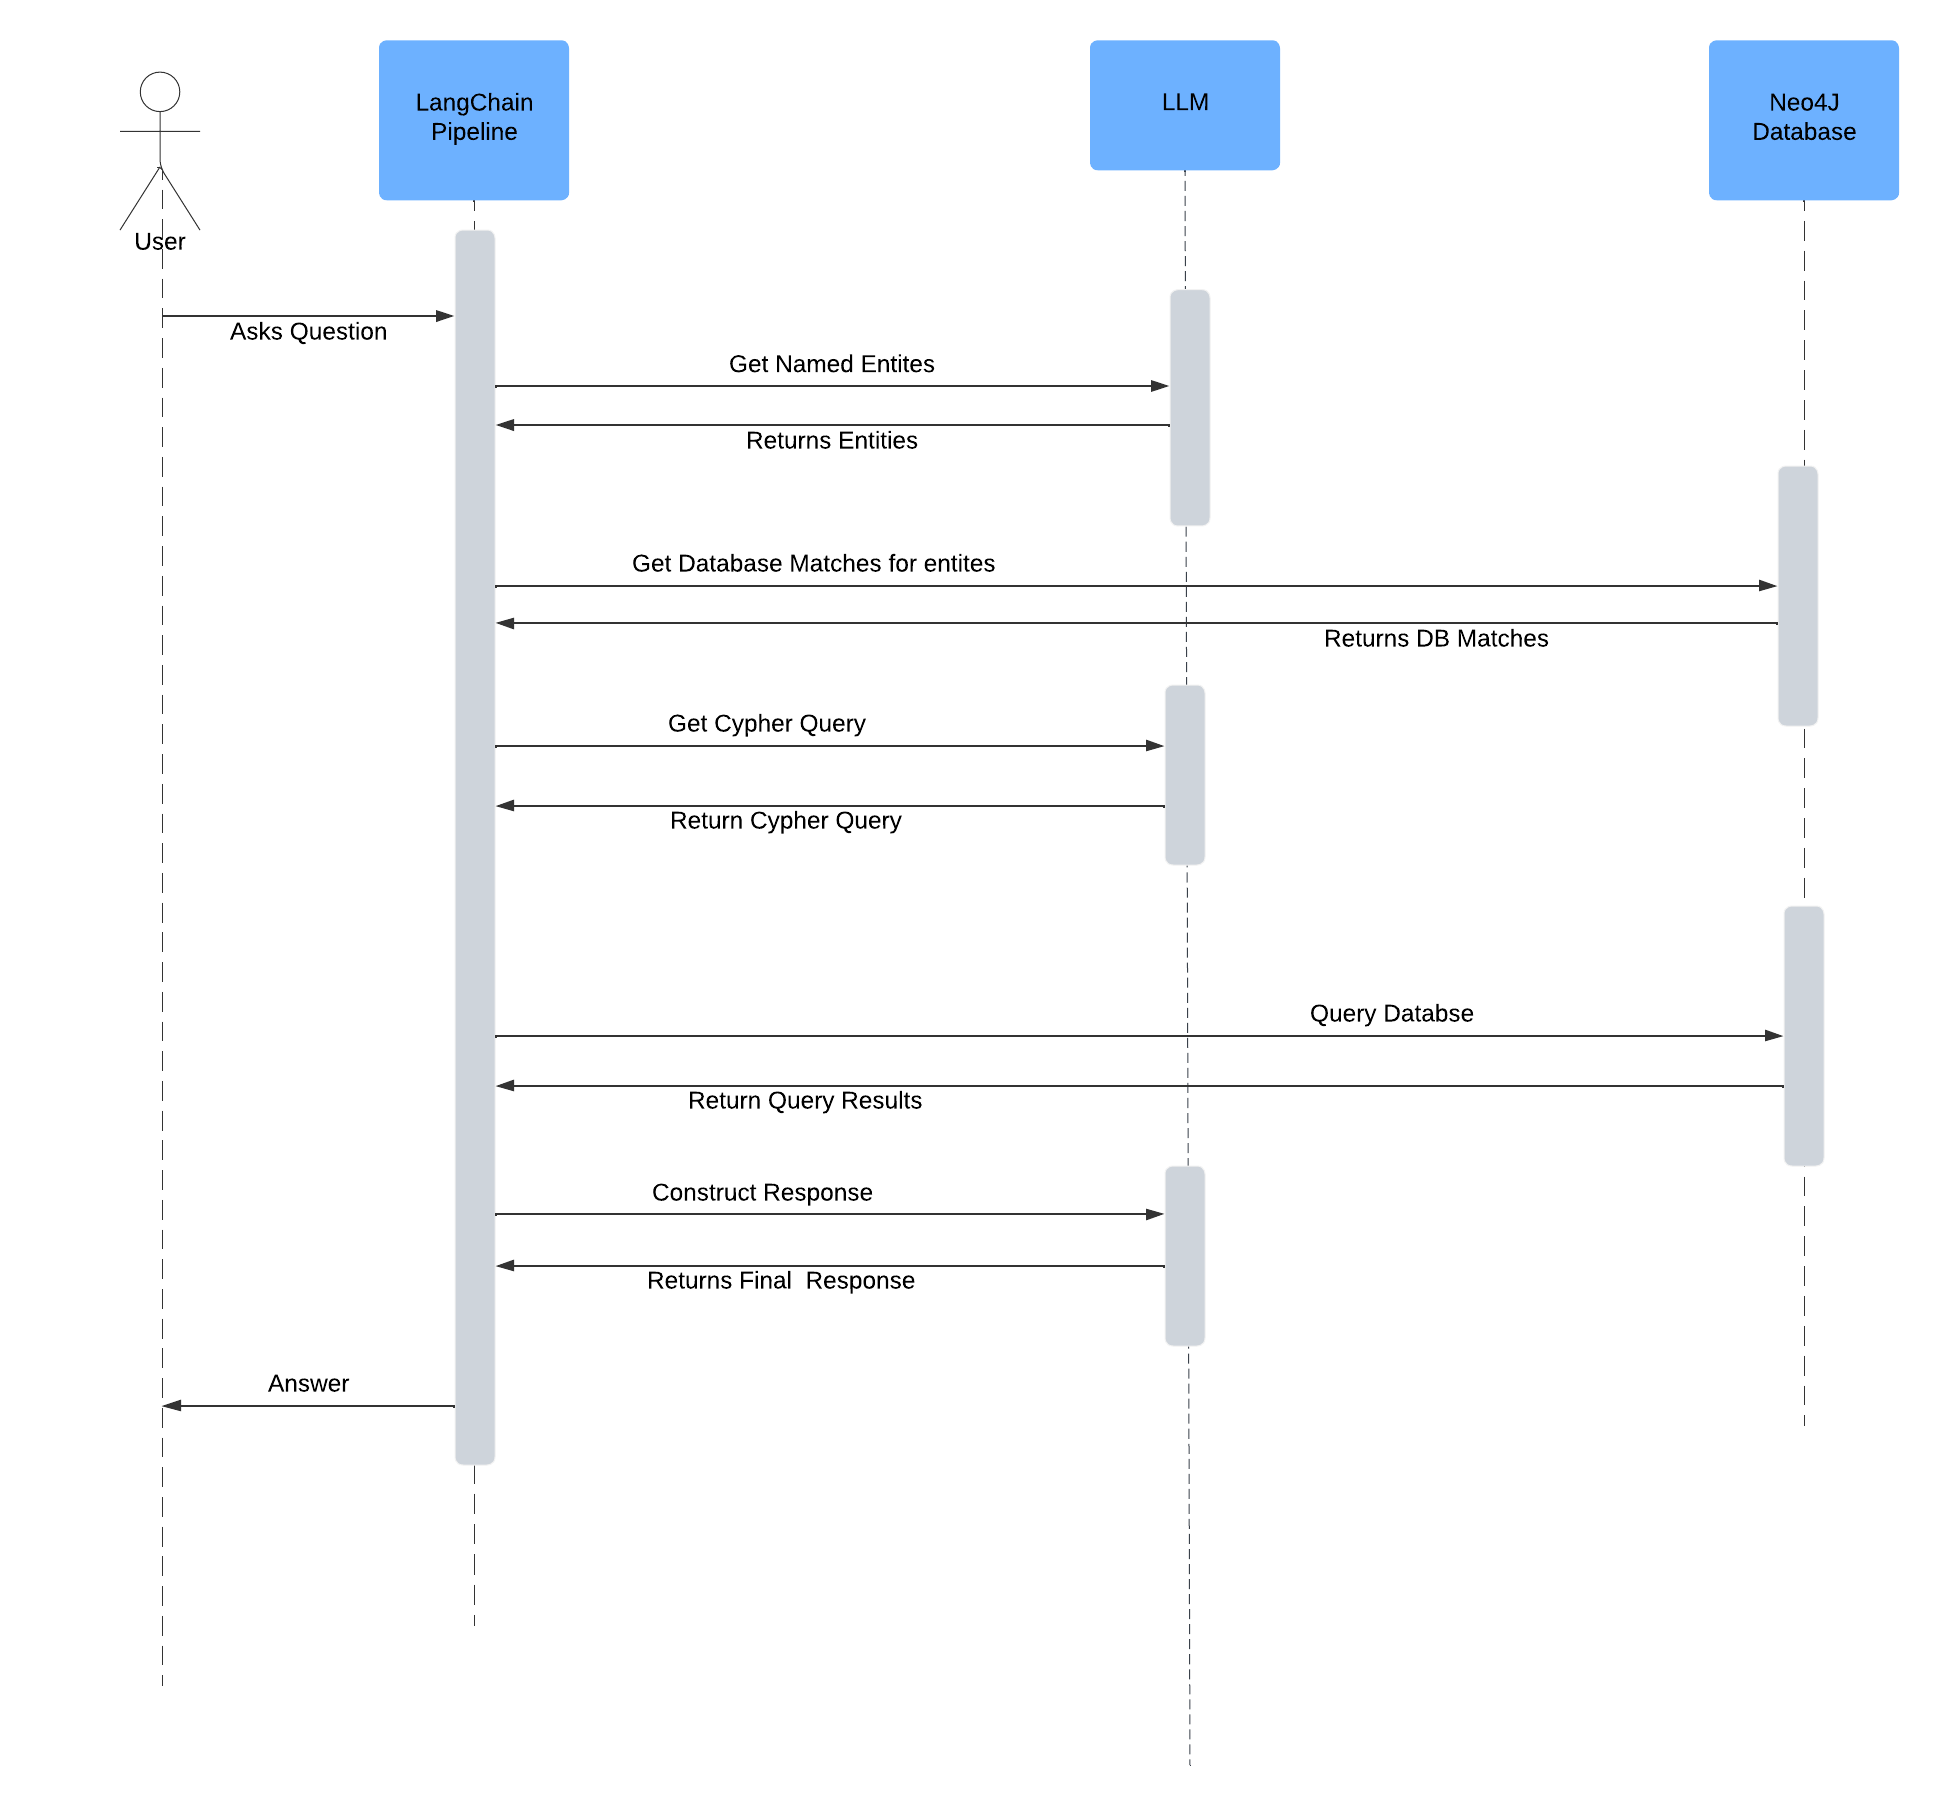 LangChain
Pipeline
LLM
Neo4J
Database
User
Asks Question
Get Named Entites
Returns Entities
Get Database Matches for entites
Returns DB Matches
Get Cypher Query
Return Cypher Query
Query Databse
Return Query Results
Construct Response
Returns Final  Response
Answer